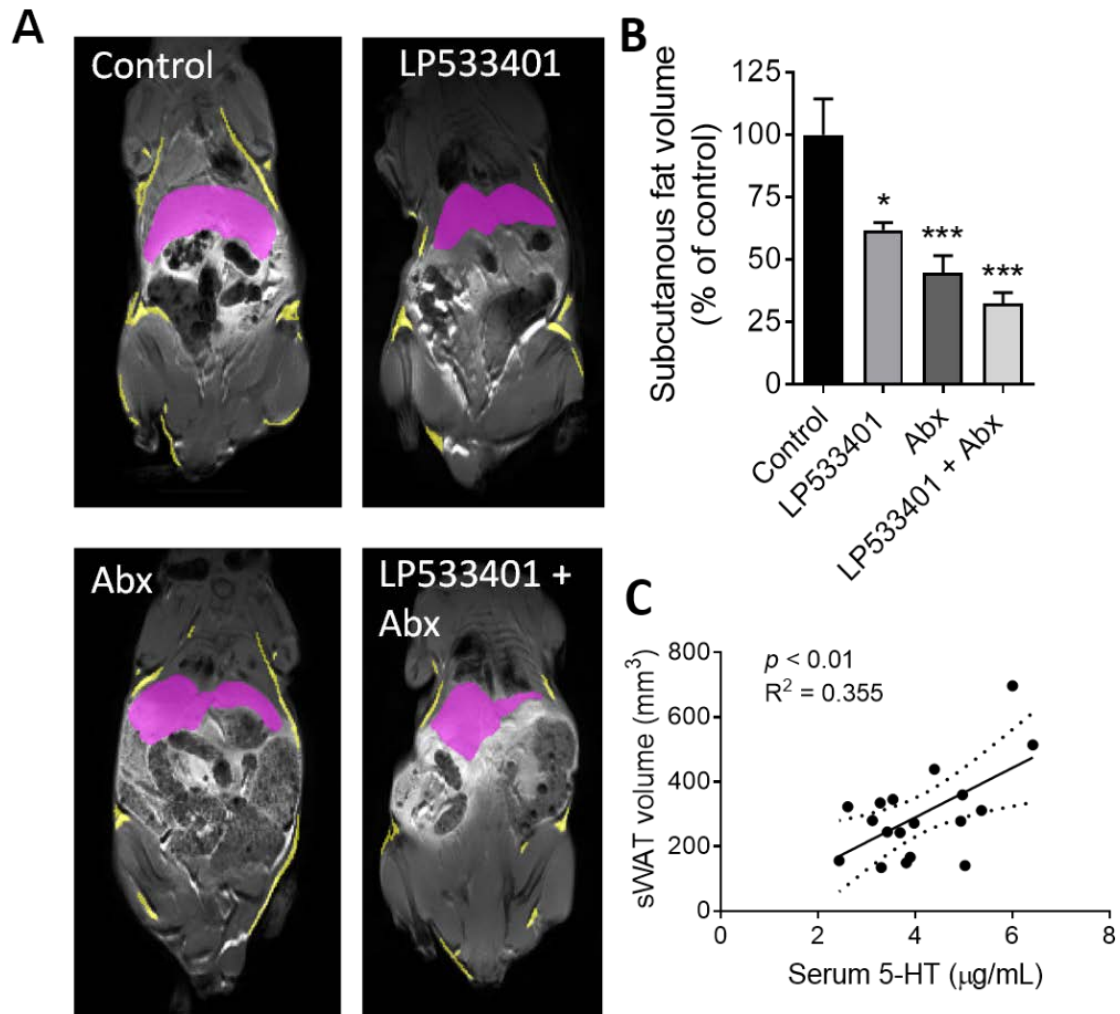 A
Control
LP533401
Abx
LP533401 +
Abx
B
Subcutanous fat volume
(% of control)
125
100
75
50
25
0
*
***
***
Control
LP533401
Abx
LP533401 + Abx
C
p < 0.01
R² = 0.355
sWAT volume (mm³)
800
600
400
200
0
0 2 4 6 8
Serum 5-HT (µg/mL)